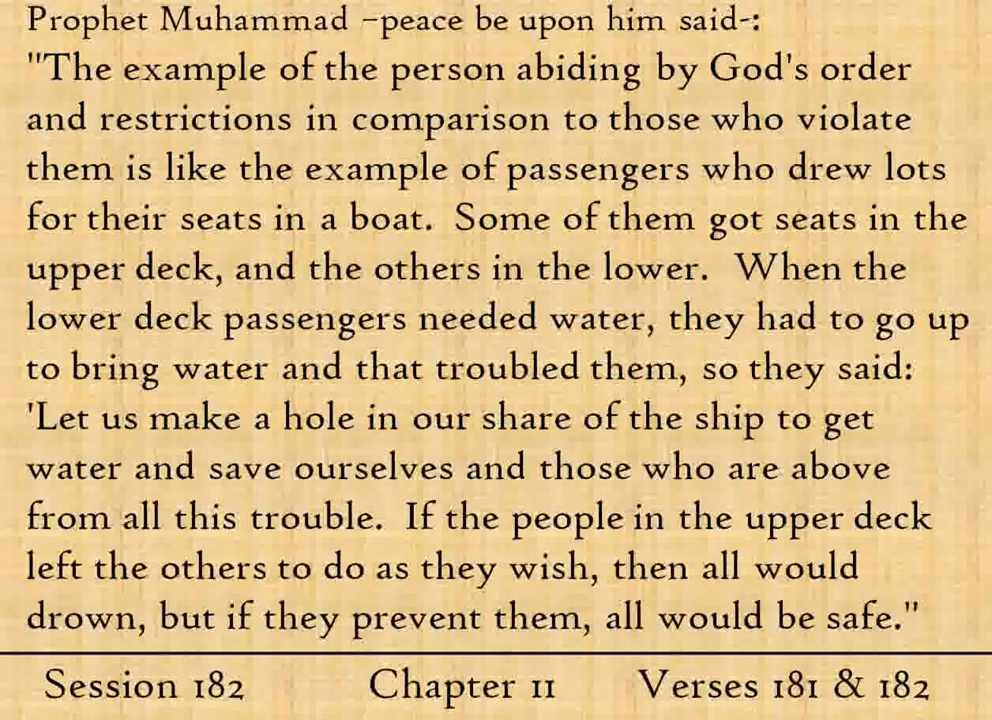 Prophet Muhammad –peace be upon him said-:
"The example of the person abiding by God's order
and restrictions in comparison to those who violate
them is like the example of passengers who drew lots
for their seats in a boat.  Some of them got seats in the
upper deck, and the others in the lower.  When the
lower deck passengers needed water, they had to go up
to bring water and that troubled them, so they said:
'Let us make a hole in our share of the ship to get
water and save ourselves and those who are above
from all this trouble.  If the people in the upper deck
left the others to do as they wish, then all would
drown, but if they prevent them, all would be safe."
Session 182 Chapter 11 Verses 181 & 182